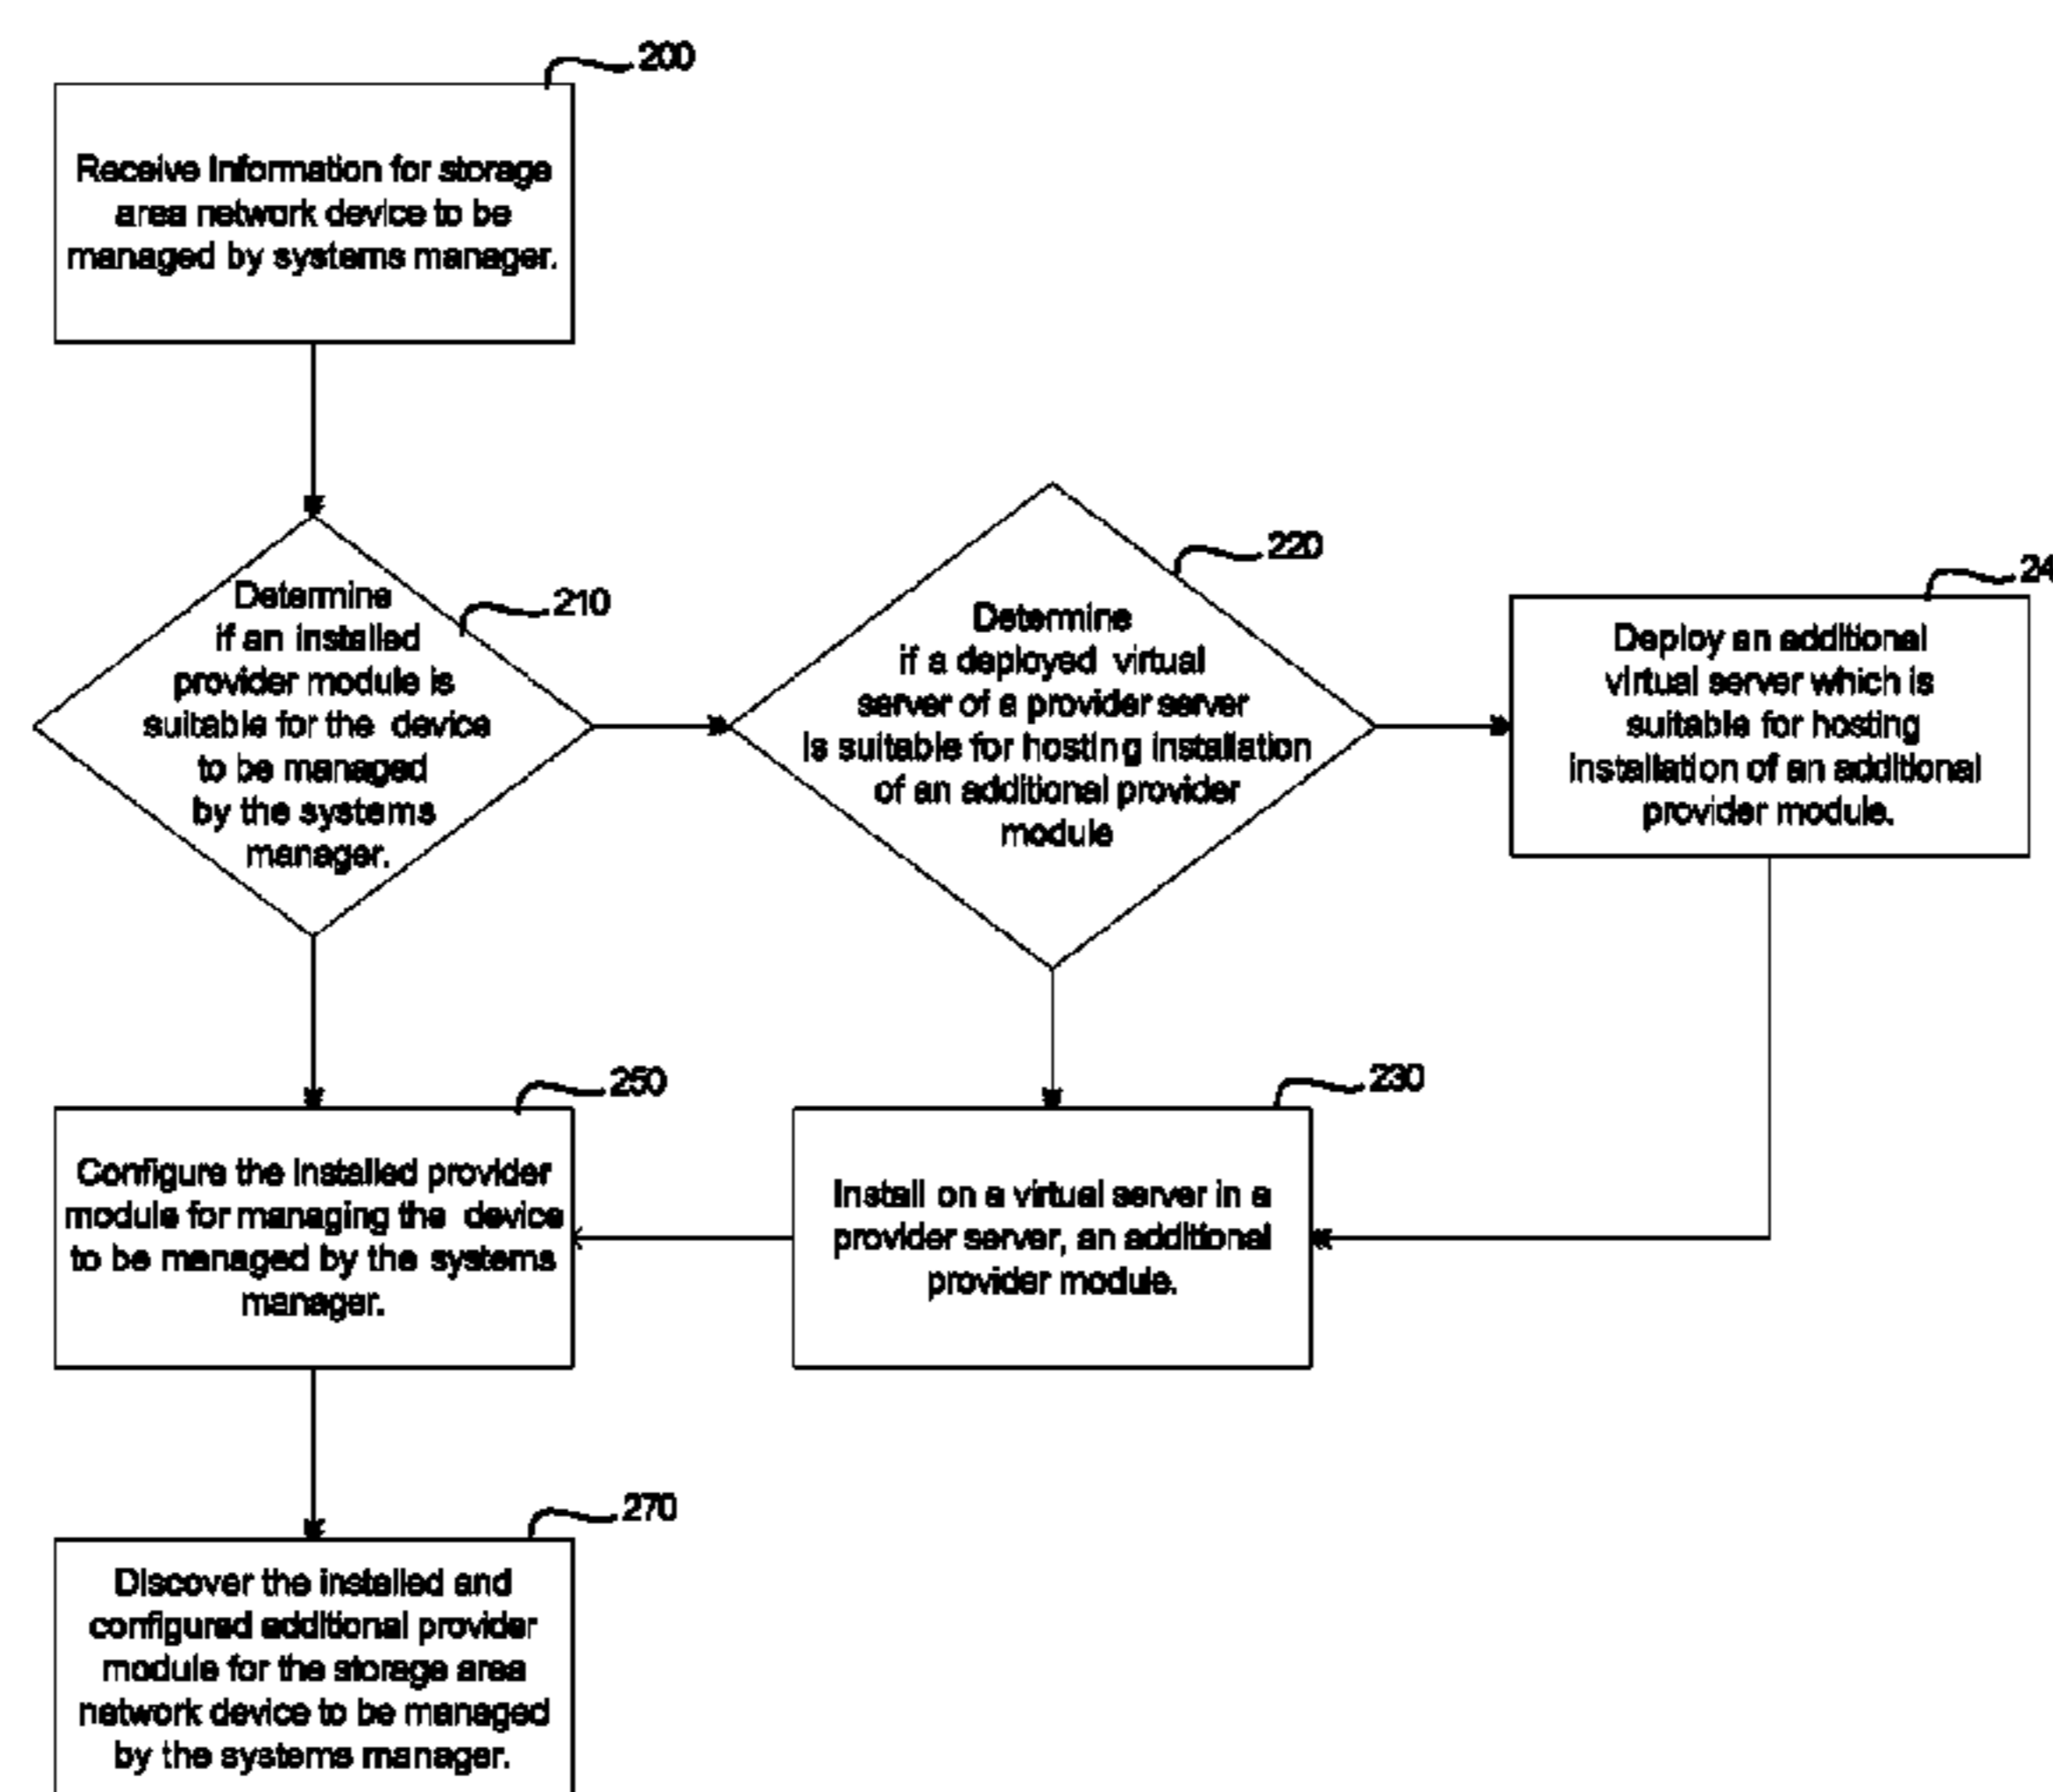 200
Receive Information for storage
area network device to be
managed by systems manager.
Determine
if an installed
provider module is
suitable for the device
to be managed
by the systems
manager.
210
Determine
if a deployed virtual
server of a provider server
is suitable for hosting installation
of an additional provider
module
220
Deploy an additional
virtual server which is
suitable for hosting
installation of an additional
provider module.
24
250
Configure the installed provider
module for managing the device
to be managed by the systems
manager.
230
Install on a virtual server in a
provider server, an additional
provider module.
270
Discover the installed and
configured additional provider
module for the storage area
network device to be managed
by the systems manager.